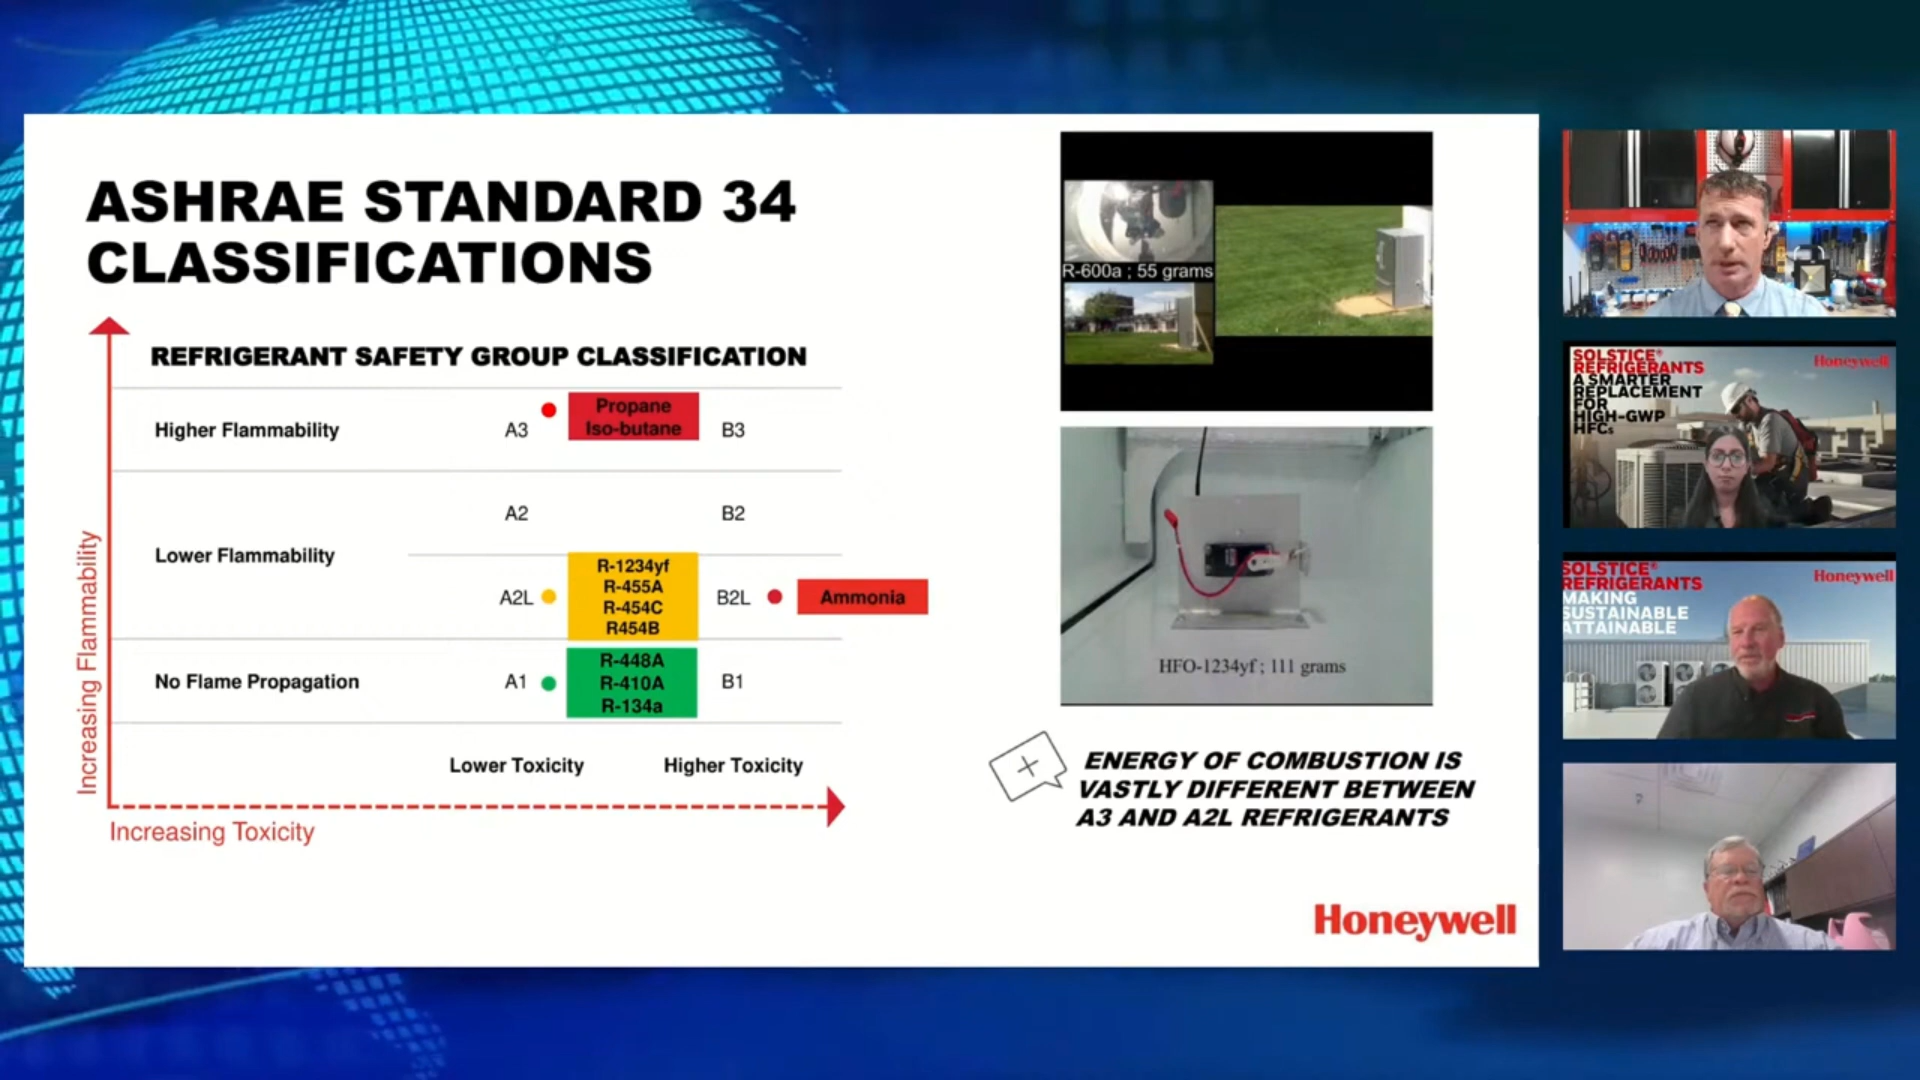 ASHRAE STANDARD 34
CLASSIFICATIONS
REFRIGERANT SAFETY GROUP CLASSIFICATION
Increasing Flammability
Higher Flammability
A3
Propane
Iso-butane
B3
A2
B2
Lower Flammability
A2L
R-1234yf
R-455A
R-454C
R454B
B2L
Ammonia
No Flame Propagation
A1
R-448A
R-410A
R-134a
B1
Lower Toxicity
Higher Toxicity
Increasing Toxicity
R-600a ; 55 grams
HFO-1234yf ; 111 grams
ENERGY OF COMBUSTION IS
VASTLY DIFFERENT BETWEEN
A3 AND A2L REFRIGERANTS
Honeywell
SOLSTICE®
REFRIGERANTS
A SMARTER
REPLACEMENT
FOR
HIGH-GWP
HFCs
Honeywell
SOLSTICE®
REFRIGERANTS
MAKING
SUSTAINABLE
ATTAINABLE
Honeywell